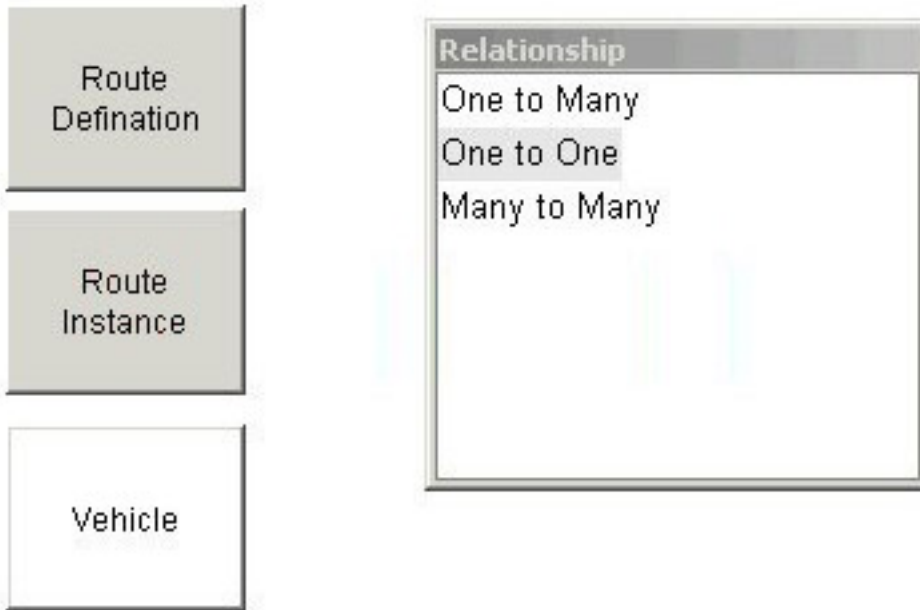 Route
Defination
Route
Instance
Vehicle
Relationship
One to Many
One to One
Many to Many